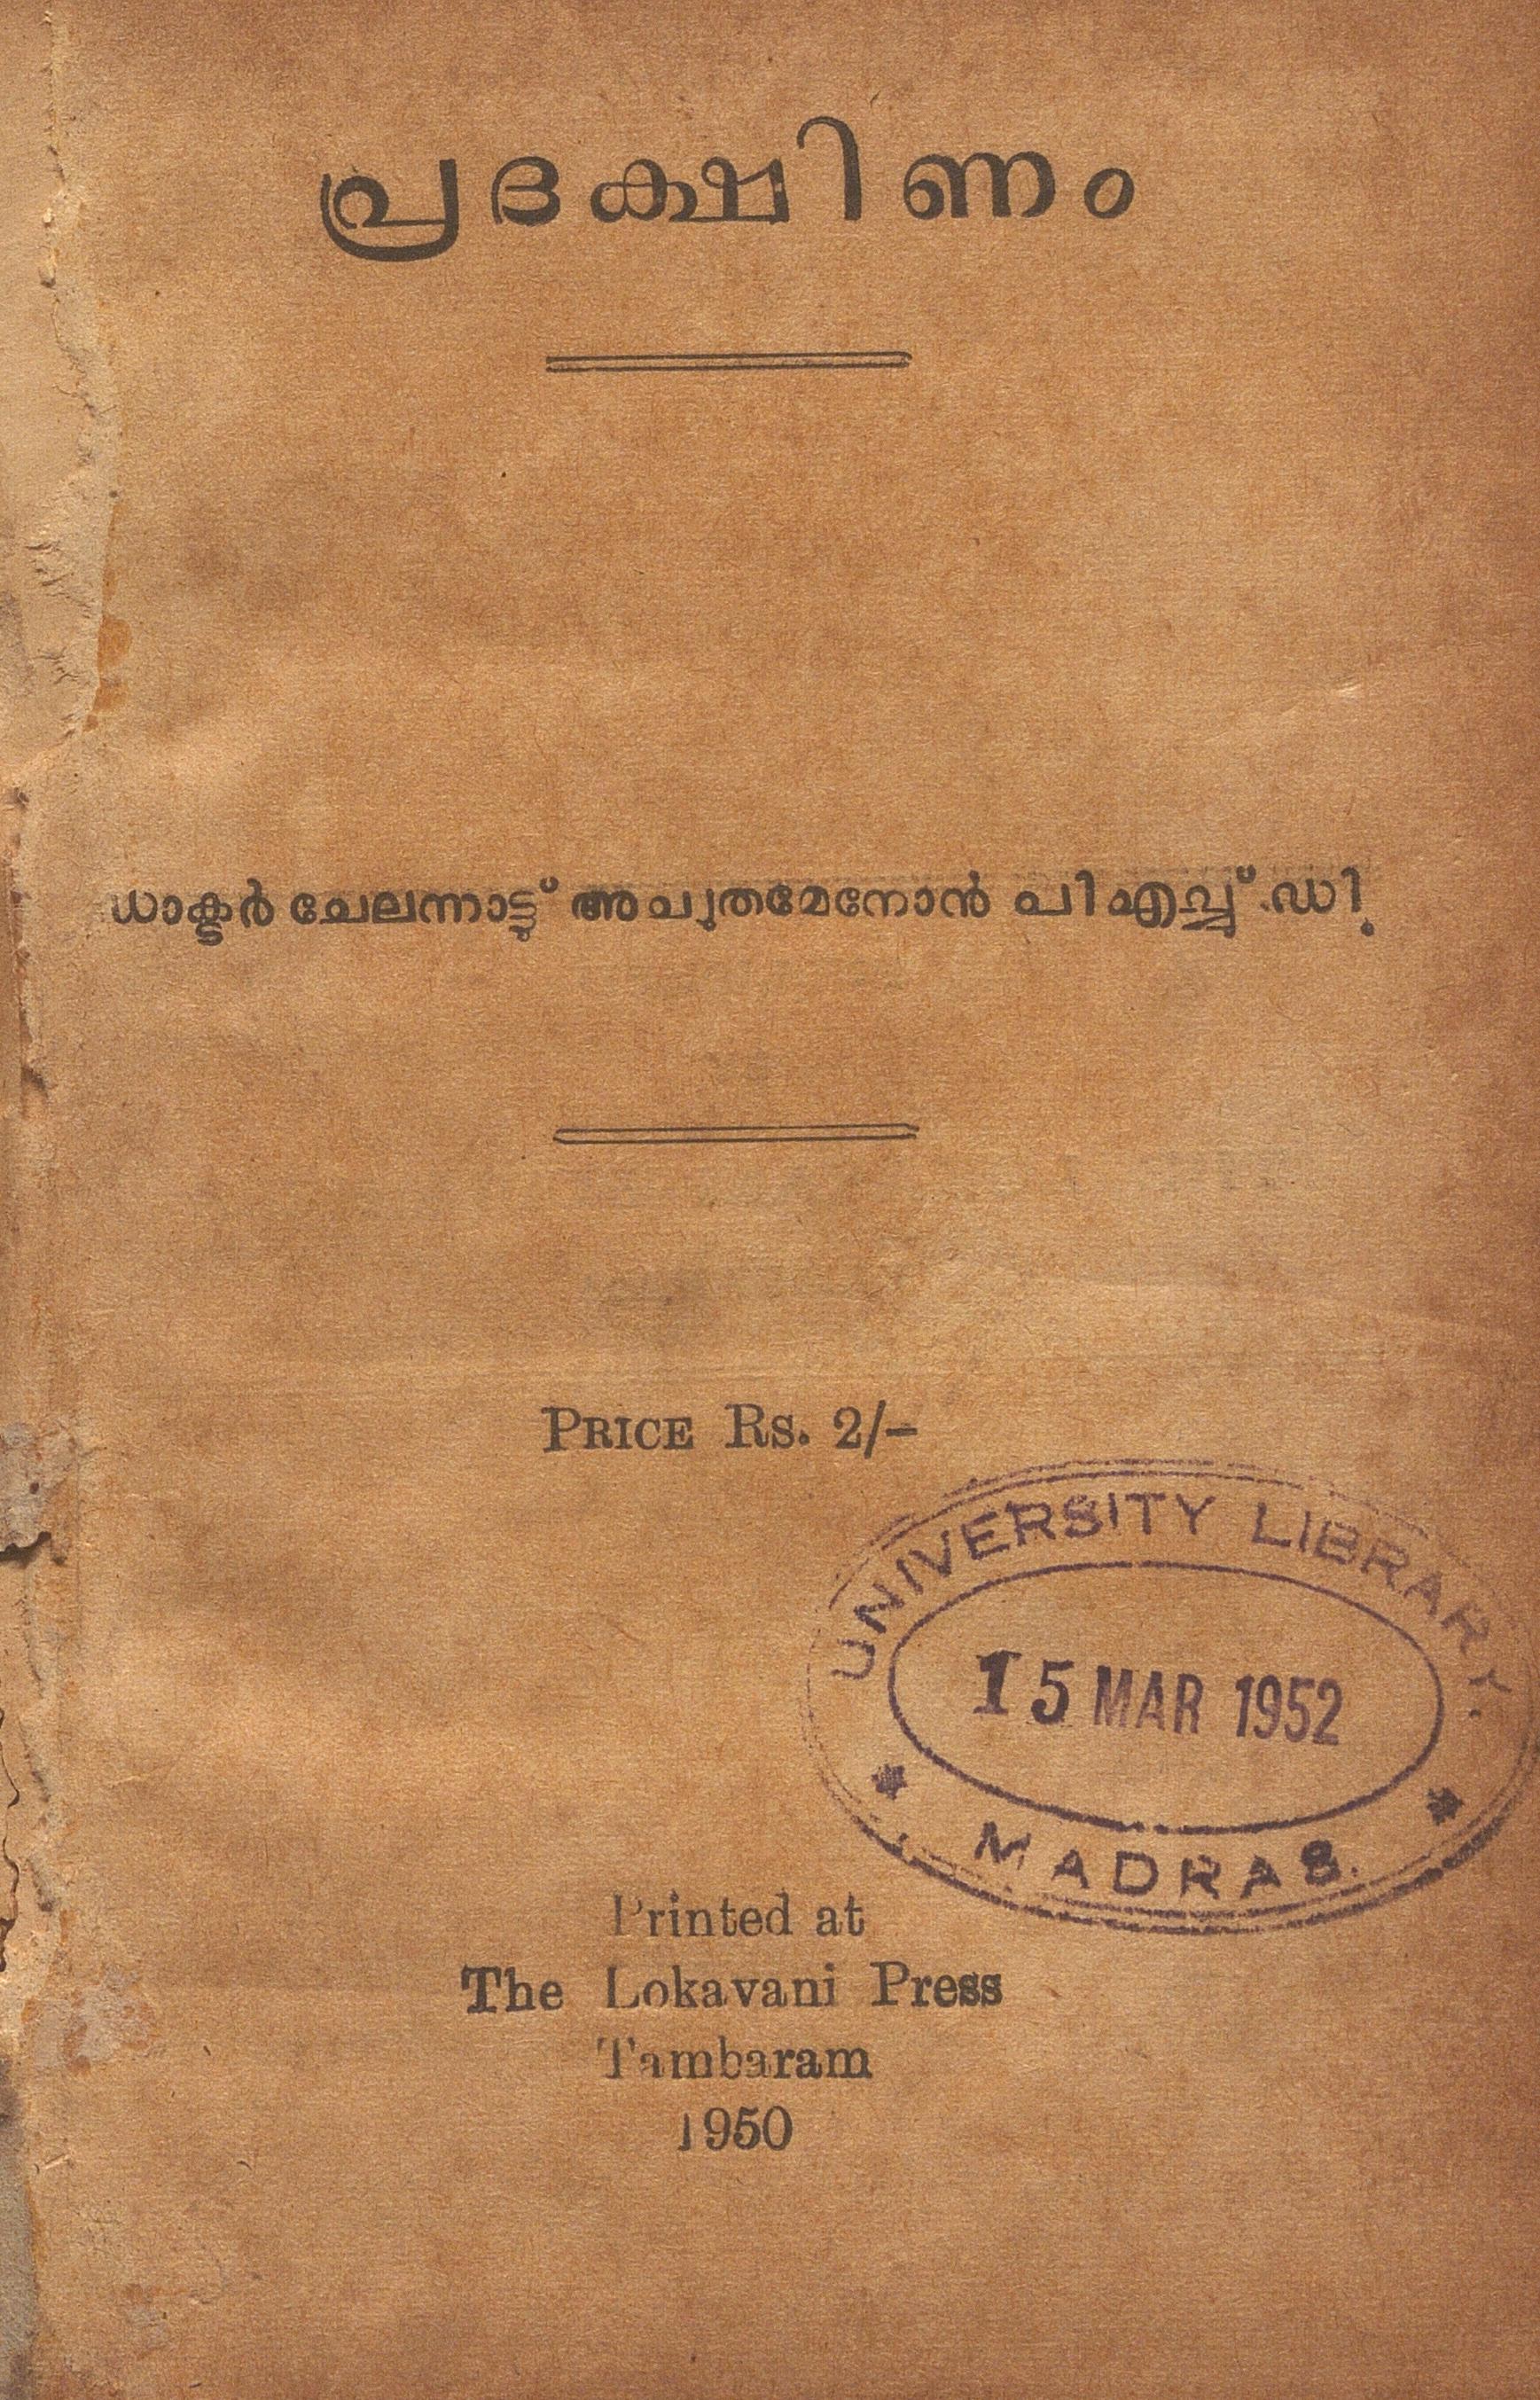 പ്രദക്ഷിണം
ഡാക്ടർ ചേലന്നാട്ടു് അച്യുതമേനോൻ പിഎച്ച്.ഡി.
PRICE Rs. 2/-
UNIVERSITY LIBRARY.
15 MAR 1952
* MADRAS. *
Printed at
The Lokavani Press
Tambaram
1950